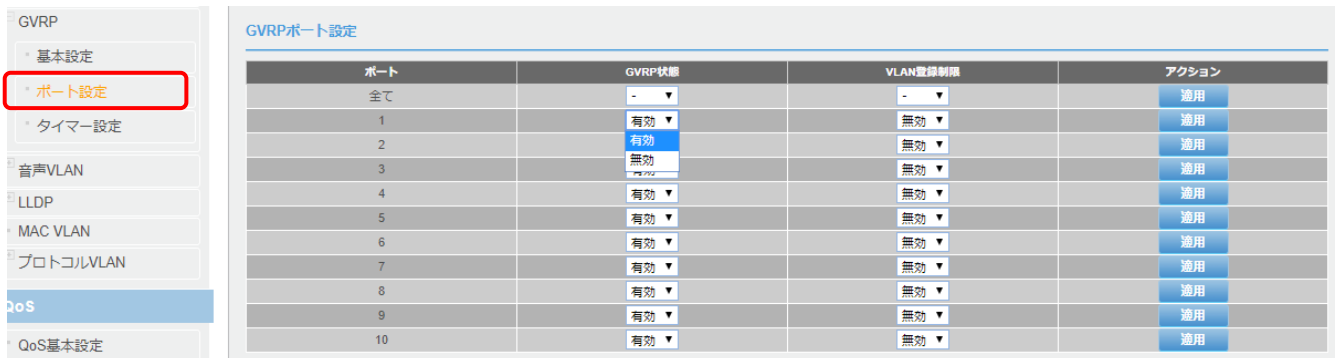 GVRP
基本設定
ポート設定
タイマー設定
音声VLAN
LLDP
MAC VLAN
プロトコルVLAN
QoS
QoS基本設定
GVRPポート設定
ポート GVRP状態 VLAN登録制限 アクション
全て - - 適用
1 有効 無効 適用
2 有効 無効 適用
3 無効 無効 適用
4 有効 無効 適用
5 有効 無効 適用
6 有効 無効 適用
7 有効 無効 適用
8 有効 無効 適用
9 有効 無効 適用
10 有効 無効 適用